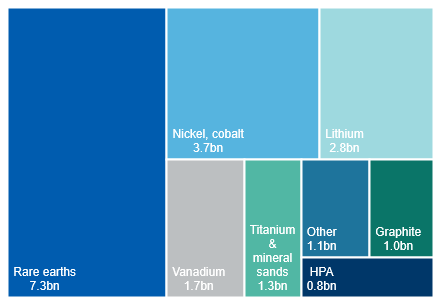 Nickel, cobalt
3.7bn
Lithium
2.8bn
Rare earths
7.3bn
Vanadium
1.7bn
Titanium
&
mineral
sands
1.3bn
Other
1.1bn
Graphite
1.0bn
HPA
0.8bn